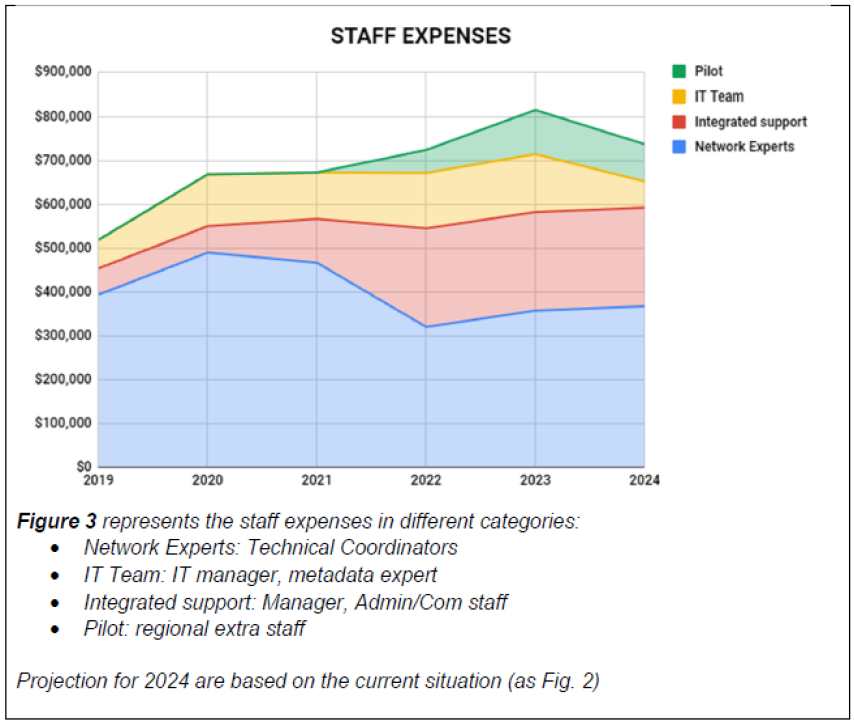 STAFF EXPENSES
$900,000
$800,000
$700,000
$600,000
$500,000
$400,000
$300,000
$200,000
$100,000
$0
2019 2020 2021 2022 2023 2024
Pilot
IT Team
Integrated support
Network Experts
Figure 3 represents the staff expenses in different categories:
• Network Experts: Technical Coordinators
• IT Team: IT manager, metadata expert
• Integrated support: Manager, Admin/Com staff
• Pilot: regional extra staff
Projection for 2024 are based on the current situation (as Fig. 2)